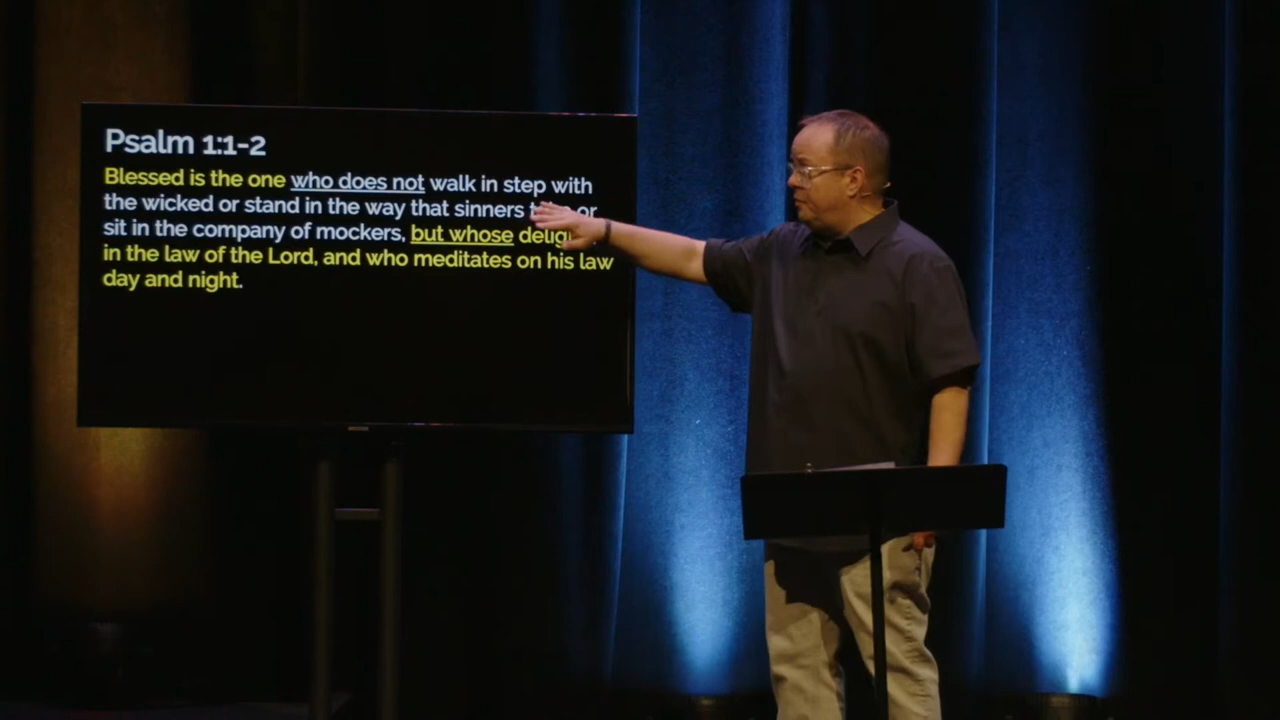 Psalm 1:1-2
Blessed is the one who does not walk in step with
the wicked or stand in the way that sinners or
sit in the company of mockers, but whose
in the law of the Lord, and who meditates on his law
day and night.